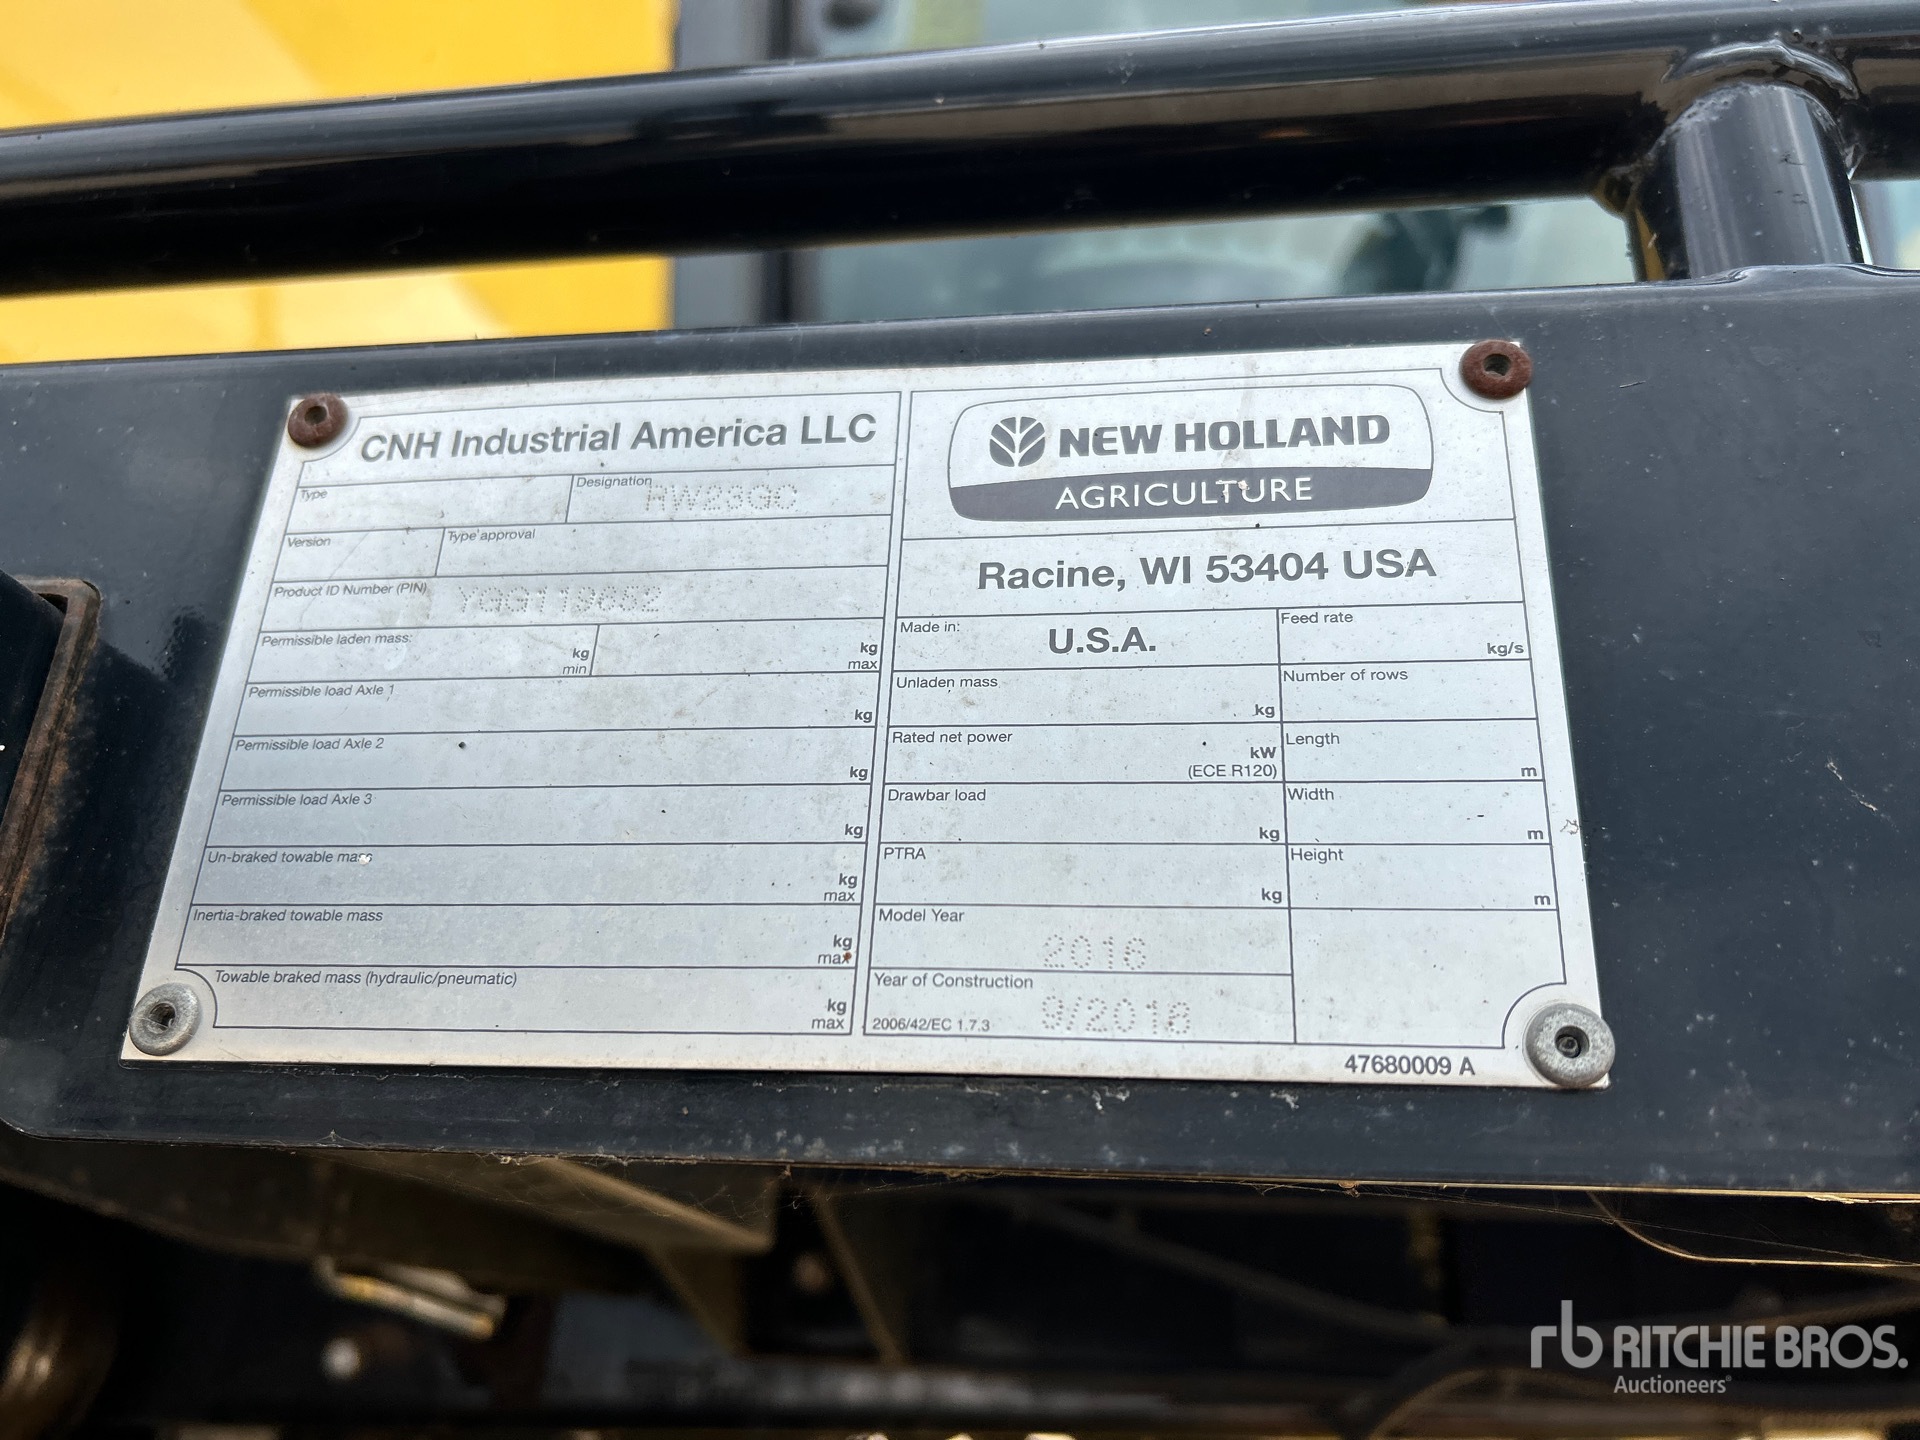 CNH Industrial America LLC
Type
Designation
Version
Type approval
Product ID Number (PIN) YGG119652
Permissible laden mass:
kg
min
kg
max
Permissible load Axle 1
kg
Permissible load Axle 2
kg
Permissible load Axle 3
kg
Un-braked towable mass
kg
max
Inertia-braked towable mass
kg
max
Towable braked mass (hydraulic/pneumatic)
kg
max
NEW HOLLAND
AGRICULTURE
Racine, WI 53404 USA
Made in: U.S.A.
Feed rate
kg/s
Unladen mass
kg
Number of rows
Rated net power
kW
(ECE R120)
Length
m
Drawbar load
kg
Width
m
PTRA
kg
Height
m
Model Year
2016
Year of Construction
2006/42/EC 1.7.3
47680009 A
rb RITCHIE BROS.
Auctioneers